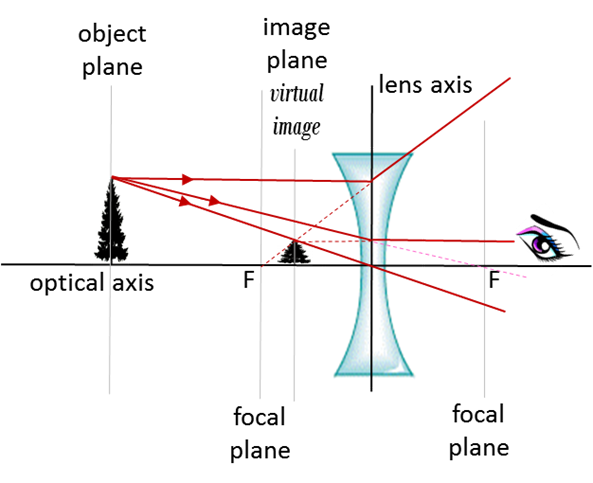 object
plane
image
plane
virtual
image
lens axis
optical axis
F
F
focal
plane
focal
plane